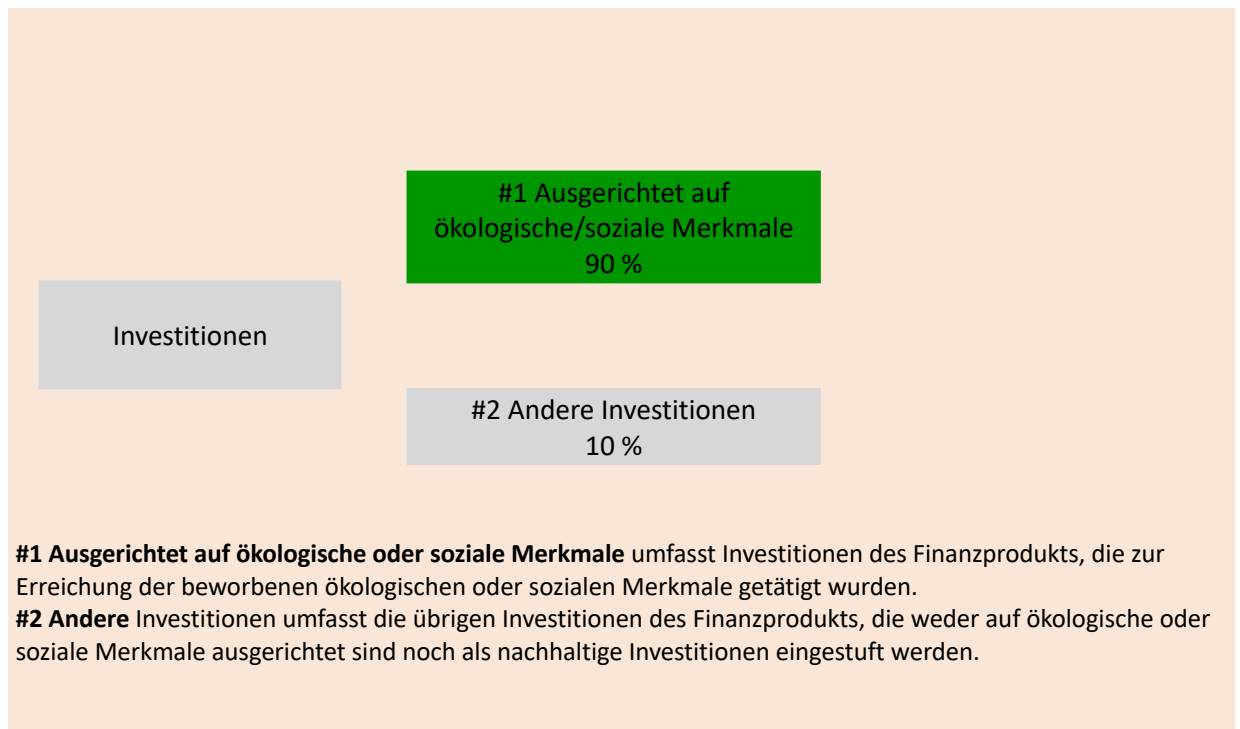 #1 Ausgerichtet auf
ökologische/soziale Merkmale
90 %
Investitionen
#2 Andere Investitionen
10 %
#1 Ausgerichtet auf ökologische oder soziale Merkmale umfasst Investitionen des Finanzprodukts, die zur
Erreichung der beworbenen ökologischen oder sozialen Merkmale getätigt wurden.
#2 Andere Investitionen umfasst die übrigen Investitionen des Finanzprodukts, die weder auf ökologische oder
soziale Merkmale ausgerichtet sind noch als nachhaltige Investitionen eingestuft werden.